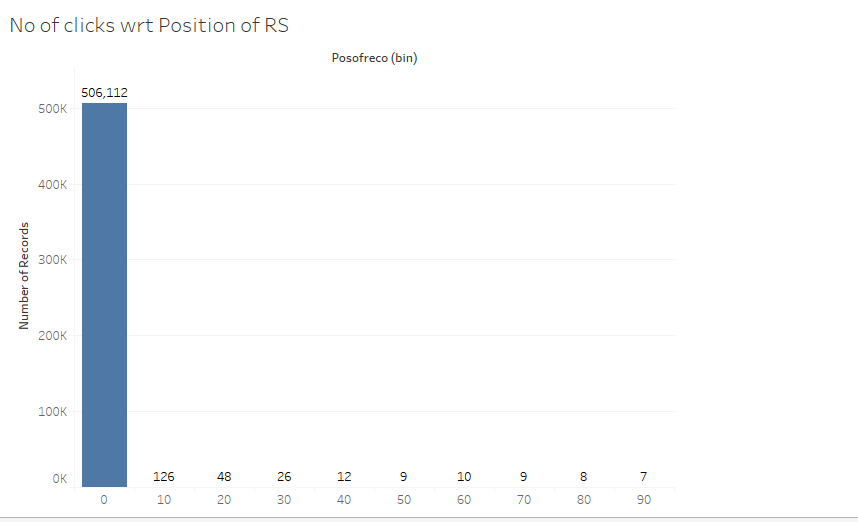 No of clicks wrt Position of RS
Posofreco (bin)
506,112
500K
400K
300K
200K
100K
0K
Number of Records
126 48 26 12 9 10 9 8 7
0 10 20 30 40 50 60 70 80 90